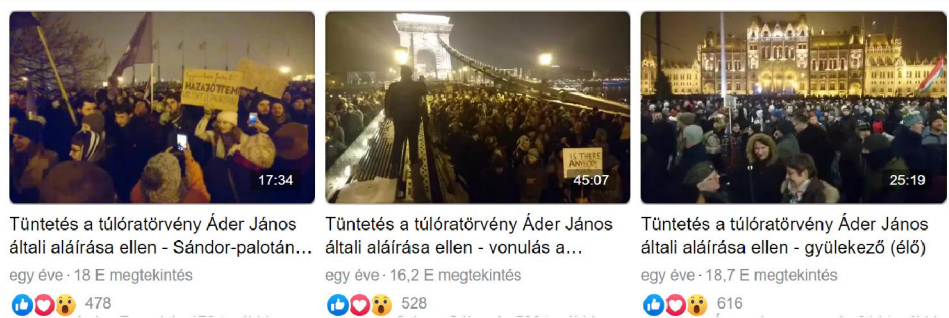 HAZAJÖTTEM
17:34
Tüntetés a túlóratörvény Áder János
általi aláírása ellen - Sándor-palotán...
egy éve · 18 E megtekintés
478
IS THERE
ANYBODY
45:07
Tüntetés a túlóratörvény Áder János
általi aláírása ellen - vonulás a...
egy éve · 16,2 E megtekintés
528
25:19
Tüntetés a túlóratörvény Áder János
általi aláírása ellen - gyülekező (élő)
egy éve · 18,7 E megtekintés
616